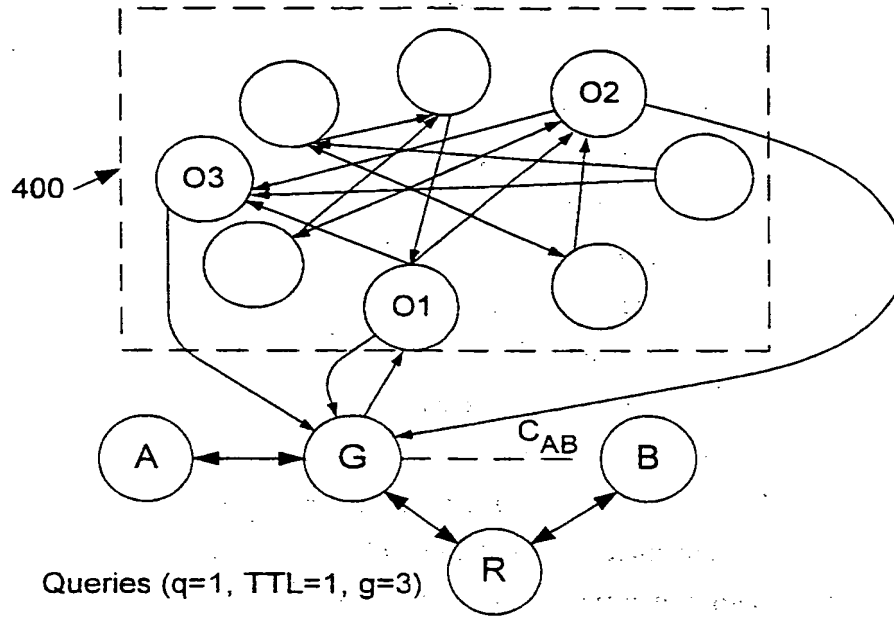 O2
400
O3
O1
C_AB
A
G
B
R
Queries (q=1, TTL=1, g=3)